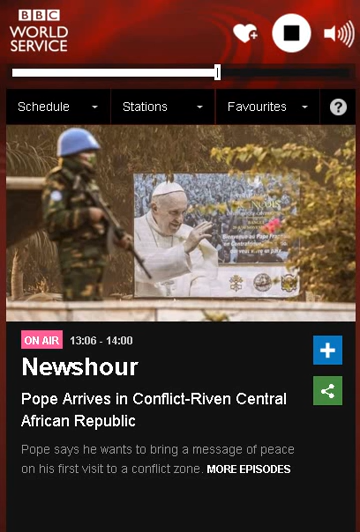 BBC
WORLD
SERVICE
Schedule
Stations
Favourites
?
ON AIR 13:06 - 14:00
Newshour
Pope Arrives in Conflict-Riven Central
African Republic
Pope says he wants to bring a message of peace
on his first visit to a conflict zone. MORE EPISODES